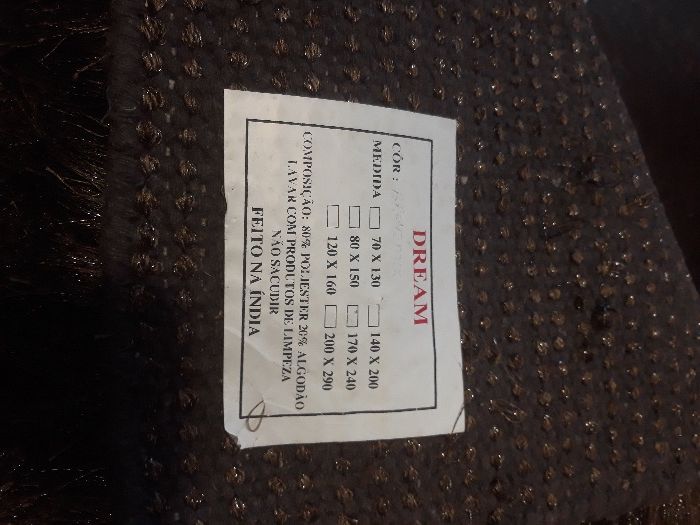 DREAM
CÔR :
MEDIDA 70 X 130 140 X 200
80 X 150 170 X 240
120 X 160 200 X 290
COMPOSIÇÃO: 80% POLIESTER 20% ALGODÃO
LAVAR COM PRODUTOS DE LIMPEZA
NÃO SACUDIR
FEITO NA ÍNDIA